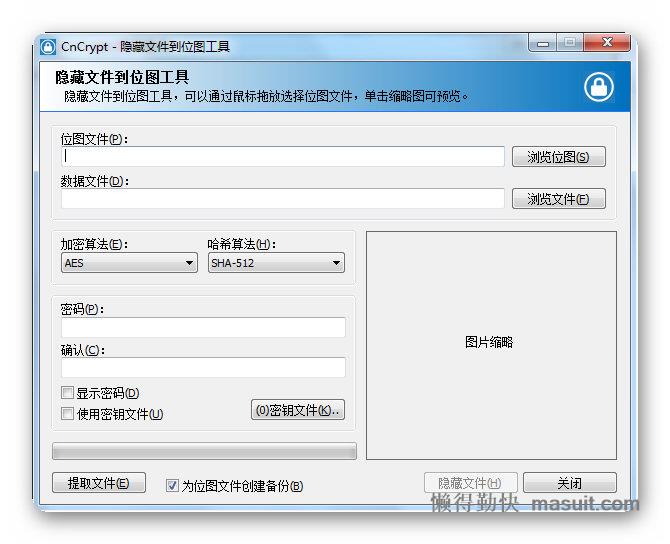 CnCrypt - 隐藏文件到位图工具
隐藏文件到位图工具
隐藏文件到位图工具，可以通过鼠标拖放选择位图文件，单击缩略图可预览。
位图文件(P):
浏览位图(S)
数据文件(D):
浏览文件(F)
加密算法(E):
哈希算法(H):
AES
SHA-512
密码(P):
确认(C):
图片缩略
显示密码(D)
使用密钥文件(U)
(0)密钥文件(K)..
提取文件(E)
为位图文件创建备份(B)
隐藏文件(H)
关闭
懒得勤快 masuit.com